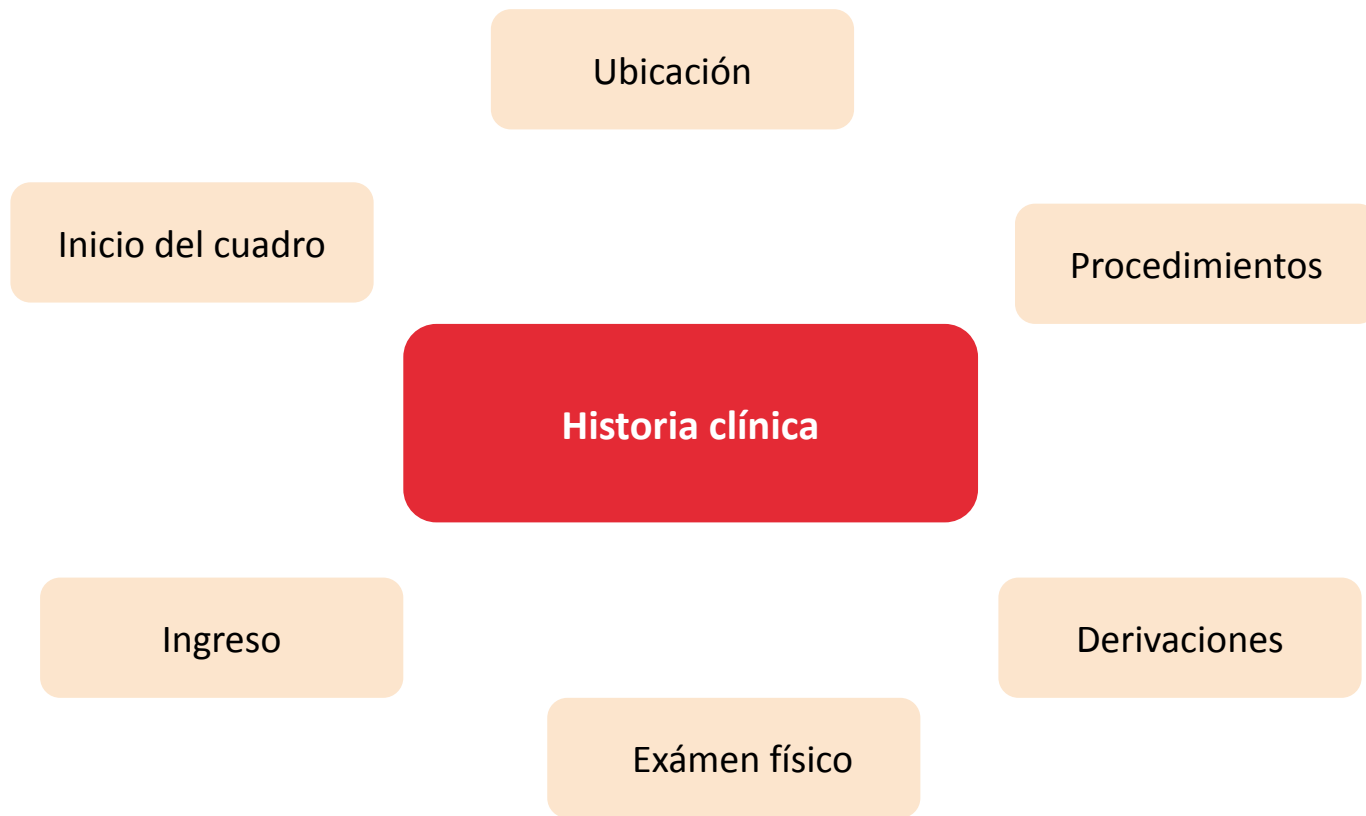 Ubicación
Inicio del cuadro
Procedimientos
Historia clínica
Ingreso
Derivaciones
Exámen físico